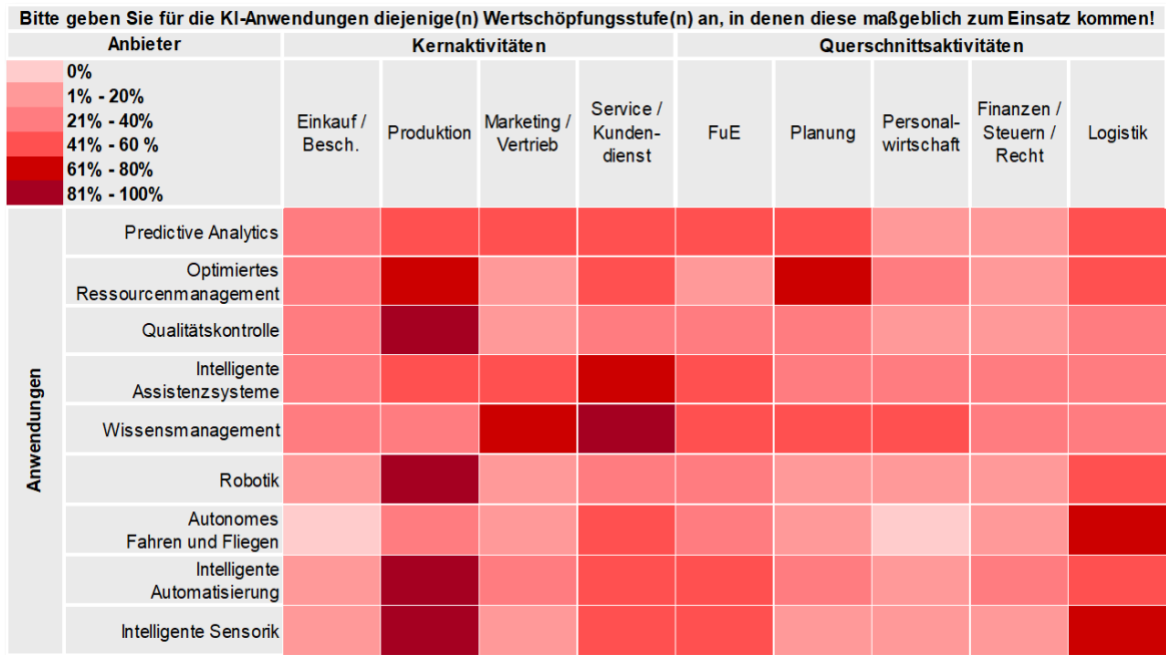 Bitte geben Sie für die KI-Anwendungen diejenige(n) Wertschöpfungsstufe(n) an, in denen diese maßgeblich zum Einsatz kommen!
Anbieter
Kernaktivitäten
Querschnittsaktivitäten
0%
1% - 20%
21% - 40%
41% - 60 %
61% - 80%
81% - 100%
Einkauf /
Besch.
Produktion
Marketing /
Vertrieb
Service /
Kunden-
dienst
FuE
Planung
Personal-
wirtschaft
Finanzen /
Steuern /
Recht
Logistik
Anwendungen
Predictive Analytics
Optimiertes
Ressourcenmanagement
Qualitätskontrolle
Intelligente
Assistenzsysteme
Wissensmanagement
Robotik
Autonomes
Fahren und Fliegen
Intelligente
Automatisierung
Intelligente Sensorik